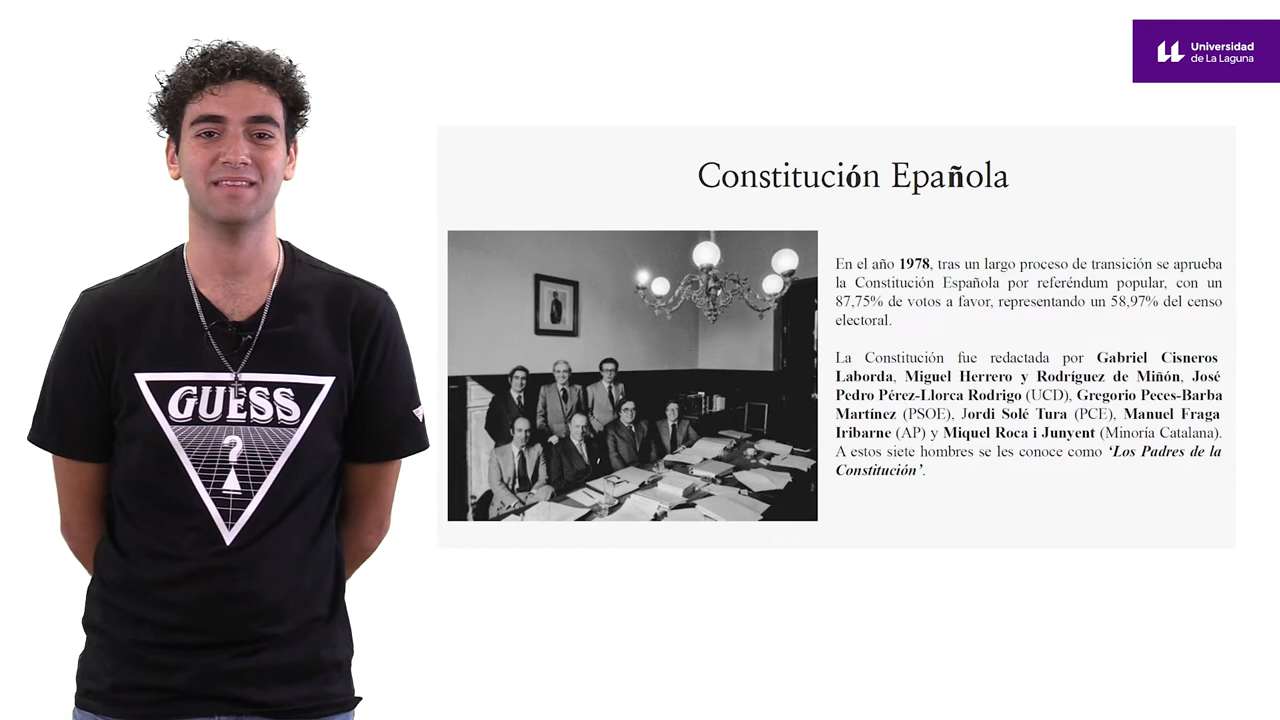 Universidad
de La Laguna
Constitución Epañola
En el año 1978, tras un largo proceso de transición se aprueba
la Constitución Española por referéndum popular, con un
87,75% de votos a favor, representando un 58,97% del censo
electoral.
La Constitución fue redactada por Gabriel Cisneros
Laborda, Miguel Herrero y Rodríguez de Miñón, José
Pedro Pérez-Llorca Rodrigo (UCD), Gregorio Peces-Barba
Martínez (PSOE), Jordi Solé Tura (PCE), Manuel Fraga
Iribarne (AP) y Miquel Roca i Junyent (Minoría Catalana).
A estos siete hombres se les conoce como ‘Los Padres de la
Constitución’.
GUESS
?